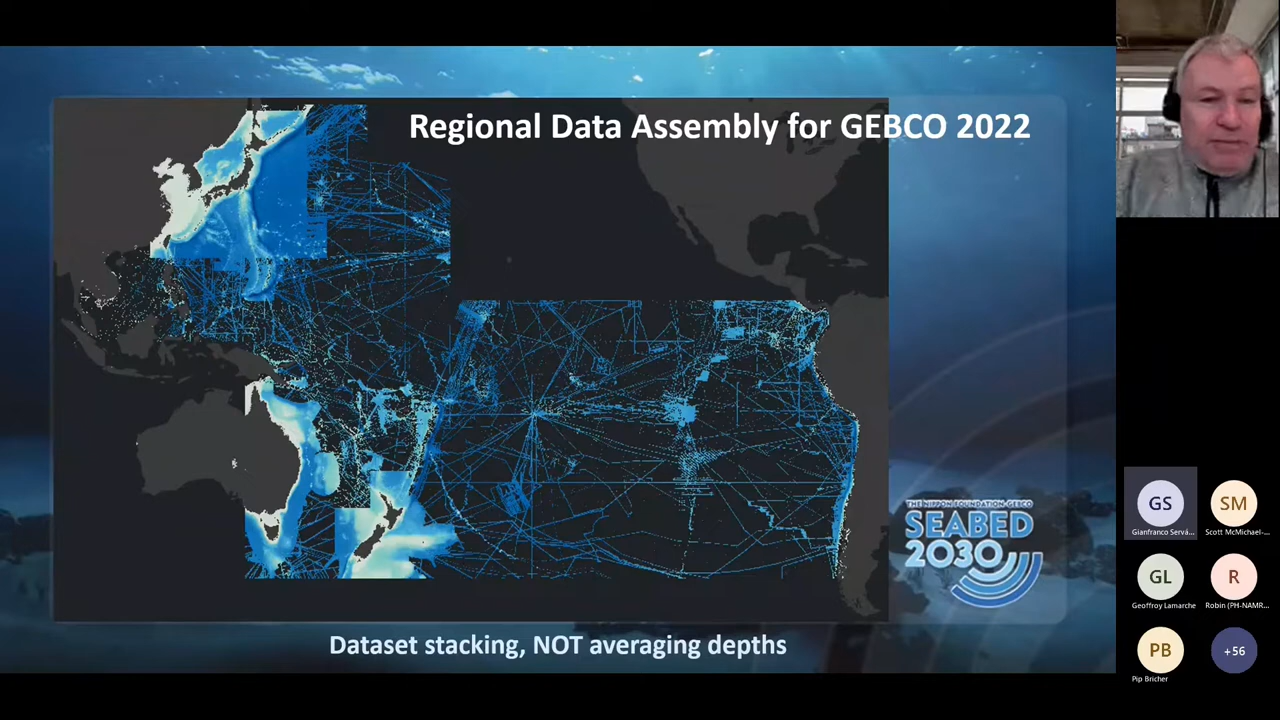 Regional Data Assembly for GEBCO 2022
THE NIPPON FOUNDATION-GEBCO
SEABED
2030
Dataset stacking, NOT averaging depths
GS
Gianfranco Servá...
SM
Scott McMichael-...
GL
Geoffroy Lamarche
R
Robin (PH-NAMR...
PB
Pip Bricher
+56